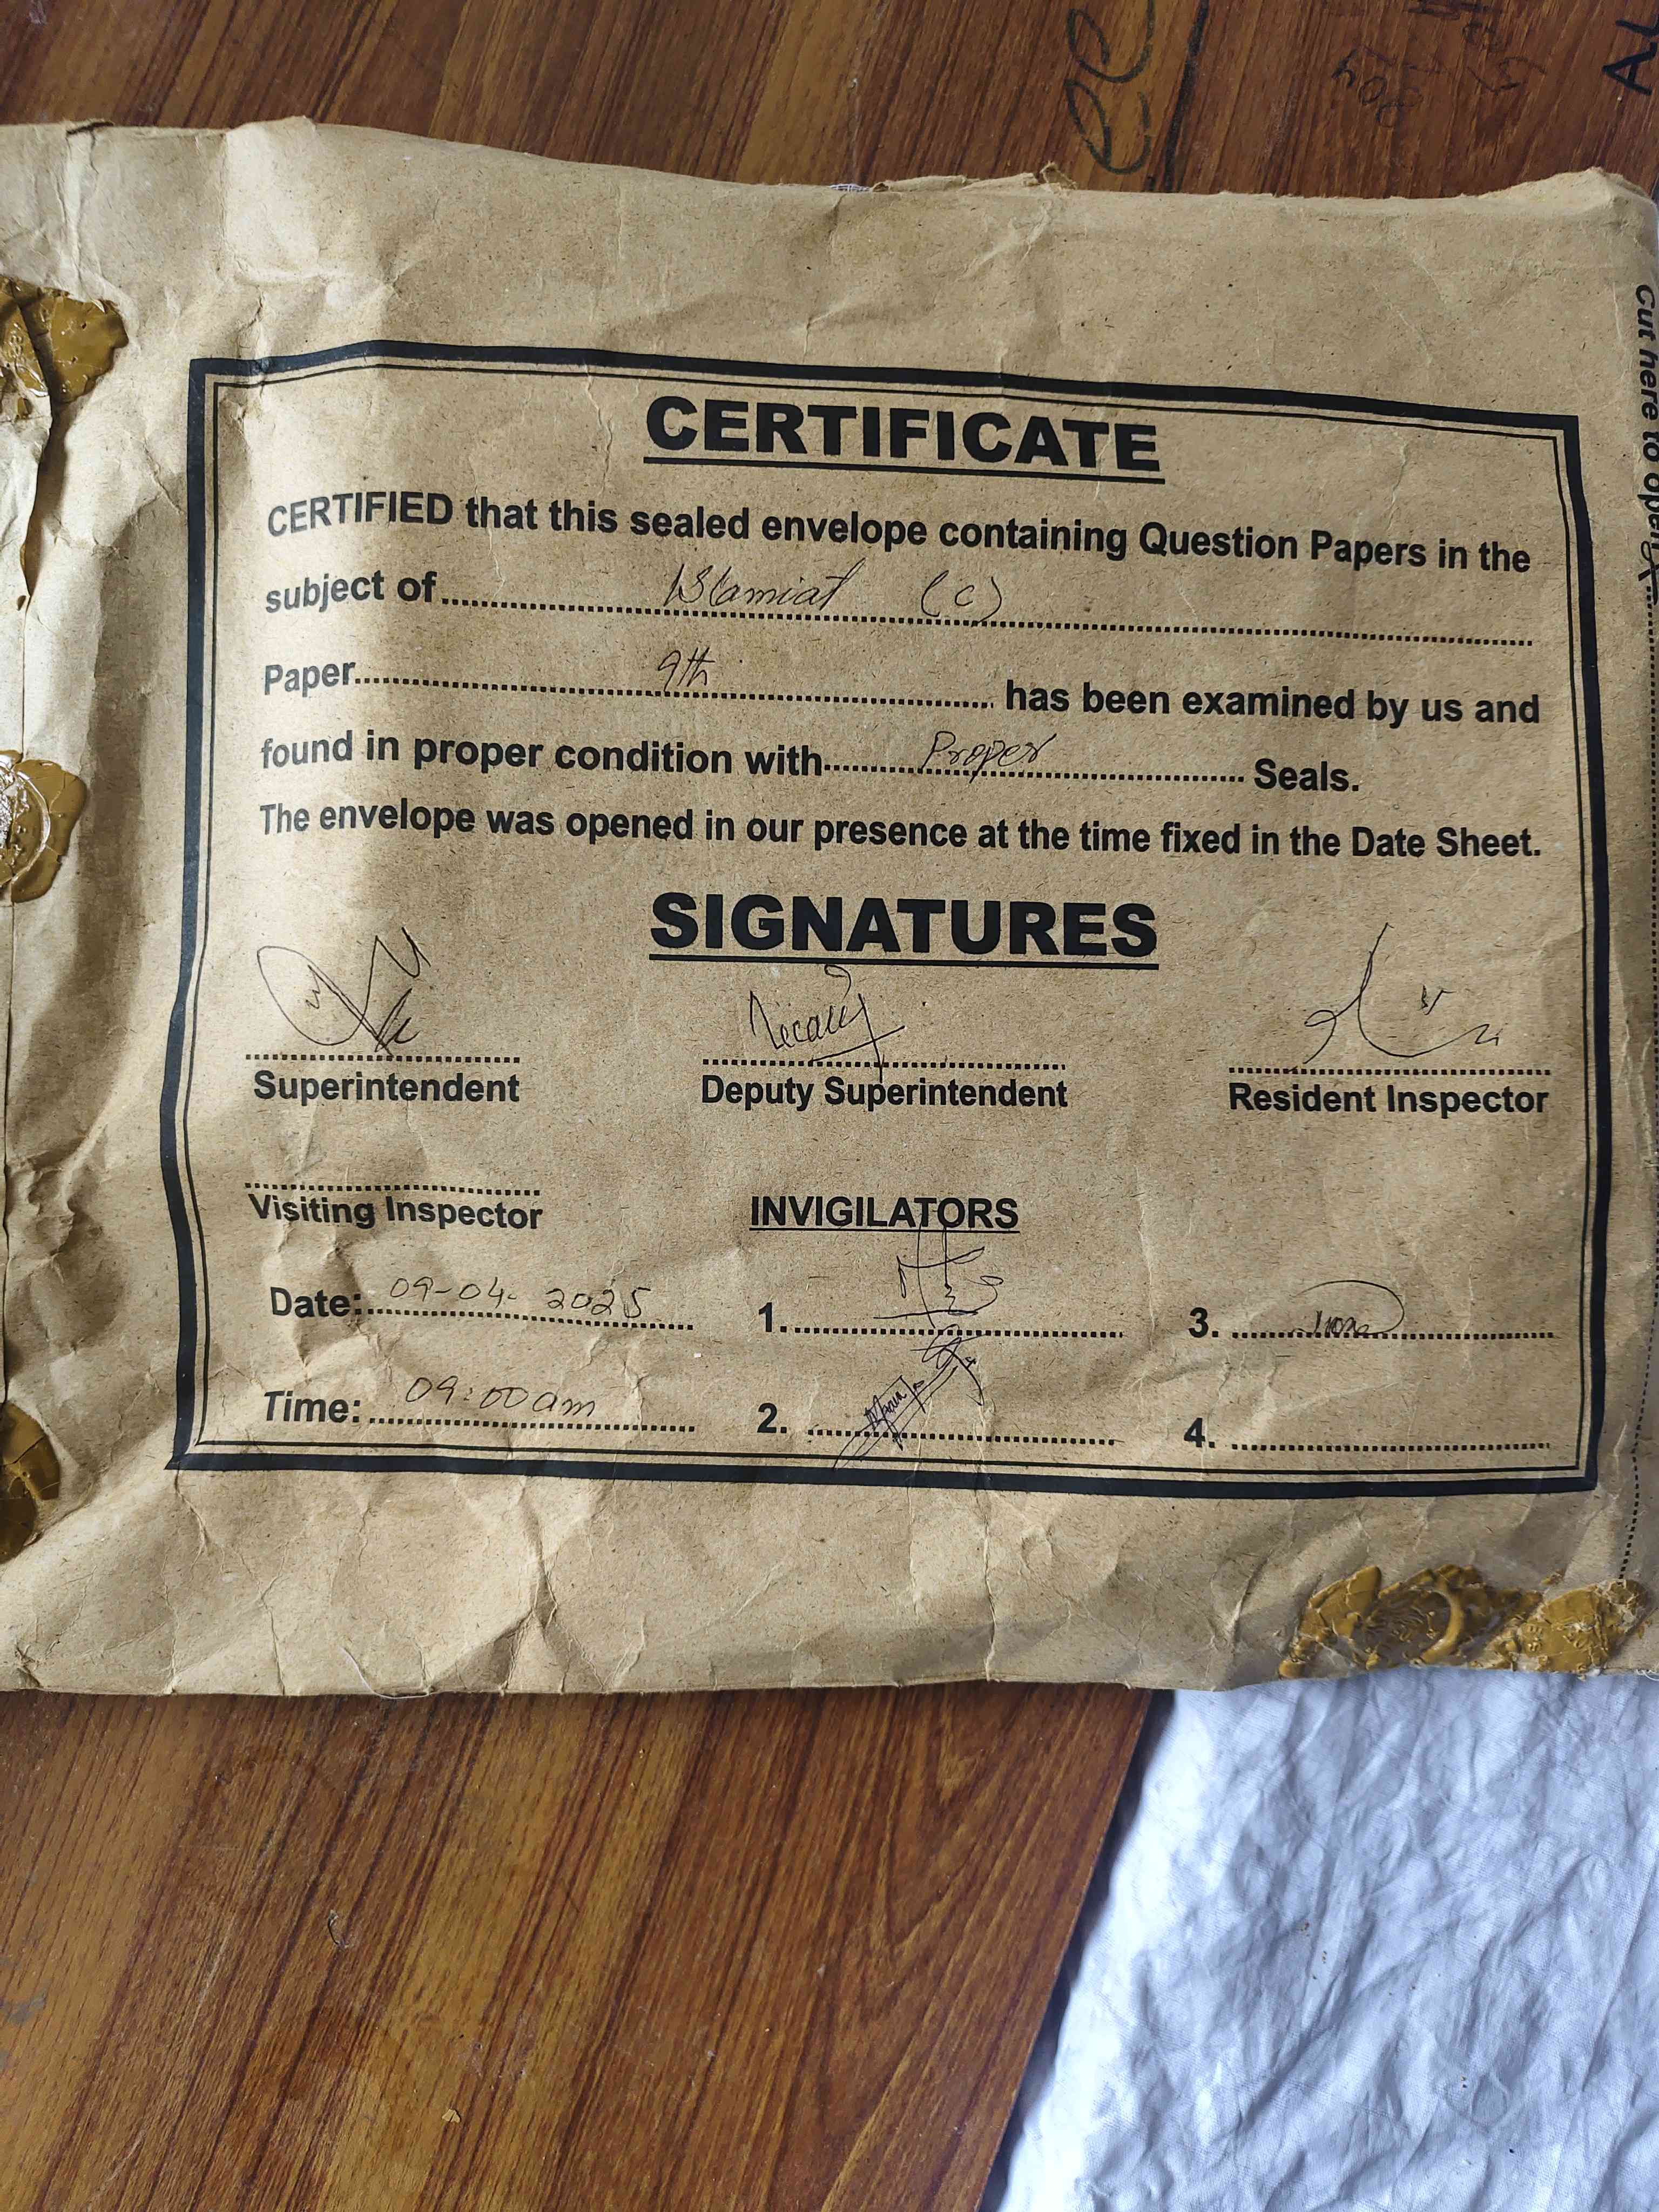 CERTIFICATE
CERTIFIED that this sealed envelope containing Question Papers in the
subject of Islamiat (c)
Paper 9th has been examined by us and
found in proper condition with Proper Seals.
The envelope was opened in our presence at the time fixed in the Date Sheet.
SIGNATURES
Superintendent Deputy Superintendent Resident Inspector
Visiting Inspector INVIGILATORS
Date: 09-04-2025 1. 3.
Time: 09:00am 2. 4.
Cut here to open